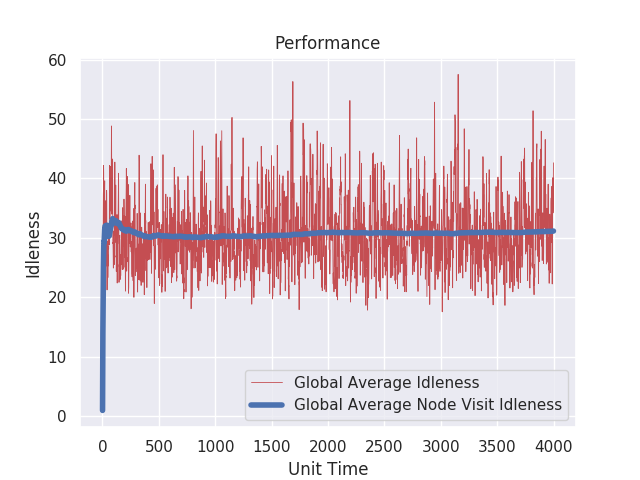 Performance
Idleness
60
50
40
30
20
10
0
Global Average Idleness
Global Average Node Visit Idleness
0 500 1000 1500 2000 2500 3000 3500 4000
Unit Time